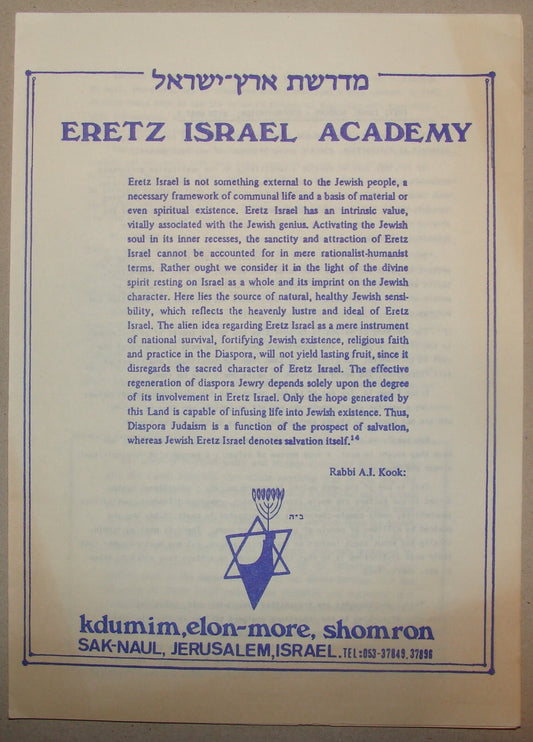 מדרשת ארץ־ישראל
ERETZ ISRAEL ACADEMY
Eretz Israel is not something external to the Jewish people, a
necessary framework of communal life and a basis of material or
even spiritual existence. Eretz Israel has an intrinsic value,
vitally associated with the Jewish genius. Activating the Jewish
soul in its inner recesses, the sanctity and attraction of Eretz
Israel cannot be accounted for in mere rationalist-humanist
terms. Rather ought we consider it in the light of the divine
spirit resting on Israel as a whole and its imprint on the Jewish
character. Here lies the source of natural, healthy Jewish sensi-
bility, which reflects the heavenly lustre and ideal of Eretz
Israel. The alien idea regarding Eretz Israel as a mere instrument
of national survival, fortifying Jewish existence, religious faith
and practice in the Diaspora, will not yield lasting fruit, since it
disregards the sacred character of Eretz Israel. The effective
regeneration of diaspora Jewry depends solely upon the degree
of its involvement in Eretz Israel. Only the hope generated by
this Land is capable of infusing life into Jewish existence. Thus,
Diaspora Judaism is a function of the prospect of salvation,
whereas Jewish Eretz Israel denotes salvation itself.¹⁴
Rabbi A.I. Kook:
ב״ה
kdumim,elon-more, shomron
SAK-NAUL, JERUSALEM,ISRAEL. TEL:053-37849, 37896